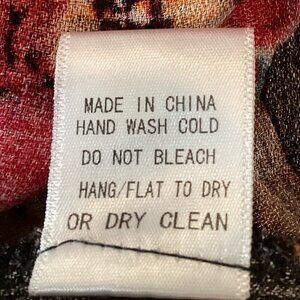 MADE IN CHINA
HAND WASH COLD
DO NOT BLEACH
HANG/FLAT TO DRY
OR DRY CLEAN